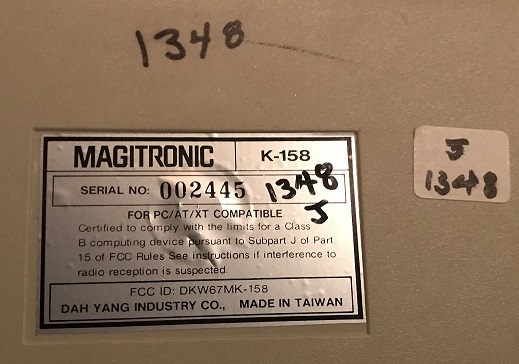 1348
MAGITRONIC K-158
SERIAL NO: 002445 1348
J
FOR PC/AT/XT COMPATIBLE
Certified to comply with the limits for a Class
B computing device pursuant to Subpart J of Part
15 of FCC Rules See instructions if interference to
radio reception is suspected.
FCC ID: DKW67MK-158
DAH YANG INDUSTRY CO., MADE IN TAIWAN
J
1348